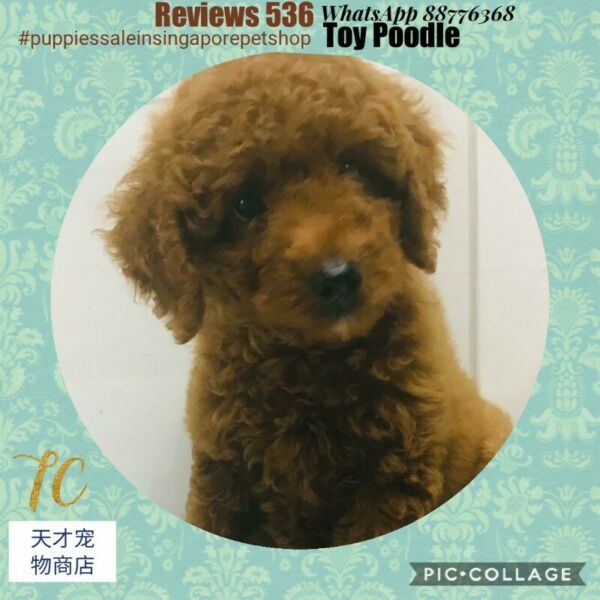 Reviews 536 WhatsApp 88776368
#puppiessaleinsingaporepetshop Toy Poodle
TC
天才宠
物商店
PIC•COLLAGE